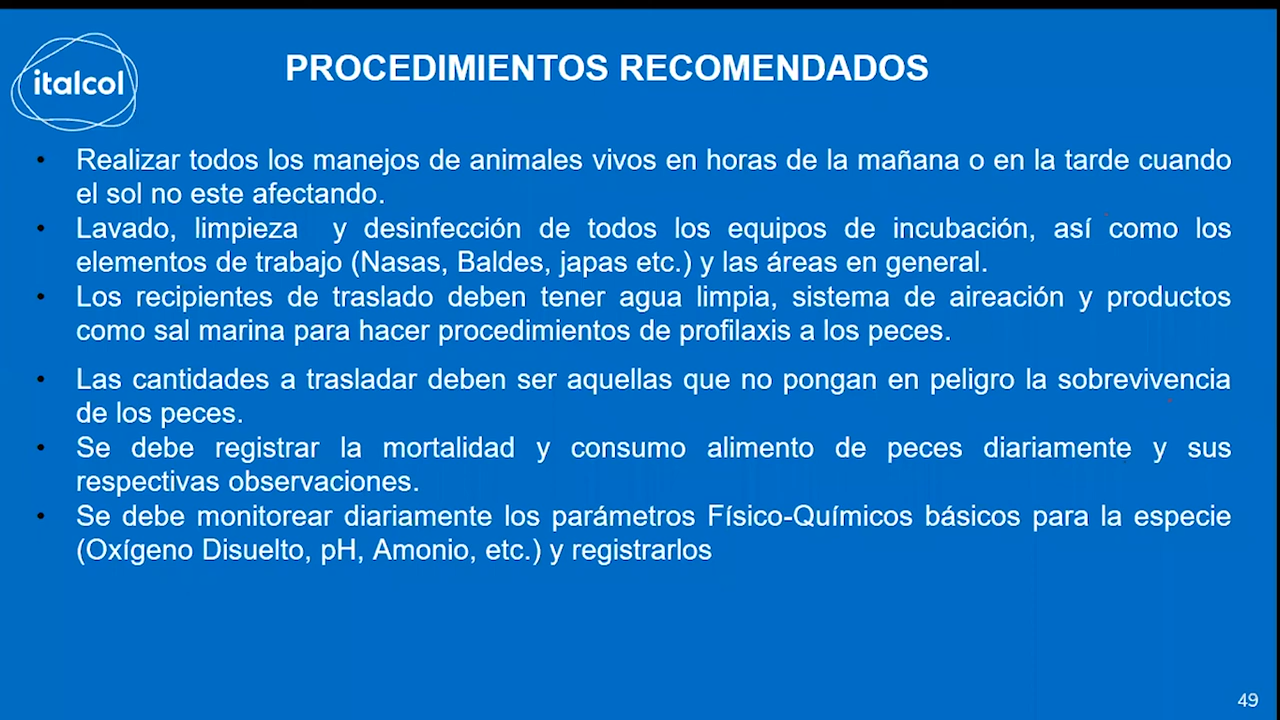 italcol
PROCEDIMIENTOS RECOMENDADOS
• Realizar todos los manejos de animales vivos en horas de la mañana o en la tarde cuando
el sol no este afectando.
• Lavado, limpieza y desinfección de todos los equipos de incubación, así como los
elementos de trabajo (Nasas, Baldes, japas etc.) y las áreas en general.
• Los recipientes de traslado deben tener agua limpia, sistema de aireación y productos
como sal marina para hacer procedimientos de profilaxis a los peces.
• Las cantidades a trasladar deben ser aquellas que no pongan en peligro la sobrevivencia
de los peces.
• Se debe registrar la mortalidad y consumo alimento de peces diariamente y sus
respectivas observaciones.
• Se debe monitorear diariamente los parámetros Físico-Químicos básicos para la especie
(Oxígeno Disuelto, pH, Amonio, etc.) y registrarlos
49